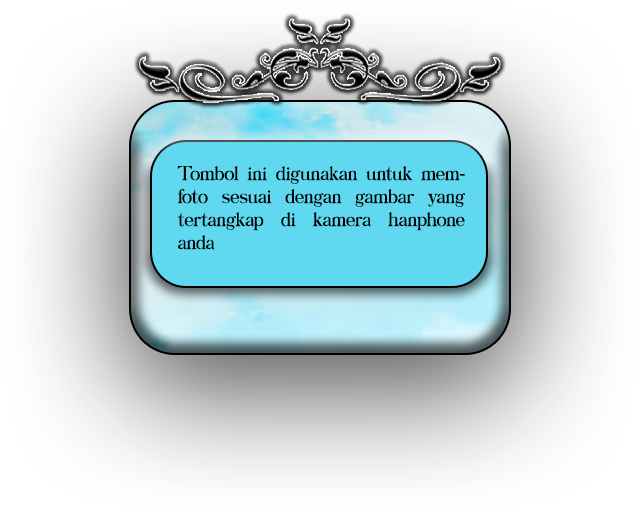 Tombol ini digunakan untuk mem-
foto sesuai dengan gambar yang
tertangkap di kamera hanphone
anda